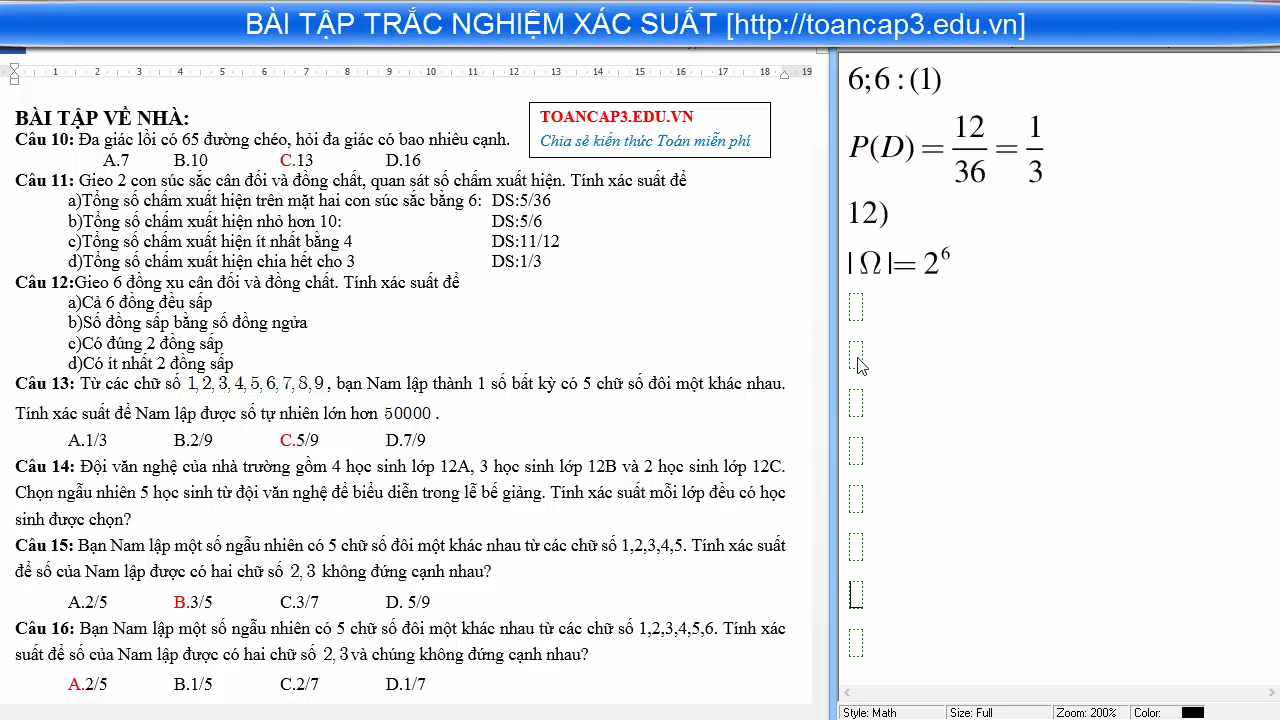 BÀI TẬP TRẮC NGHIỆM XÁC SUẤT [http://toancap3.edu.vn]
1 2 3 4 5 6 7 8 9 10 11 12 13 14 15 16 17 18 19
BÀI TẬP VỀ NHÀ:
TOANCAP3.EDU.VN
Chia sẻ kiến thức Toán miễn phí
Câu 10: Đa giác lồi có 65 đường chéo, hỏi đa giác có bao nhiêu cạnh.
A.7 B.10 C.13 D.16
Câu 11: Gieo 2 con súc sắc cân đối và đồng chất, quan sát số chấm xuất hiện. Tính xác suất để
a)Tổng số chấm xuất hiện trên mặt hai con súc sắc bằng 6: DS:5/36
b)Tổng số chấm xuất hiện nhỏ hơn 10: DS:5/6
c)Tổng số chấm xuất hiện ít nhất bằng 4 DS:11/12
d)Tổng số chấm xuất hiện chia hết cho 3 DS:1/3
Câu 12:Gieo 6 đồng xu cân đối và đồng chất. Tính xác suất để
a)Cả 6 đồng đều sấp
b)Số đồng sấp bằng số đồng ngửa
c)Có đúng 2 đồng sấp
d)Có ít nhất 2 đồng sấp
Câu 13: Từ các chữ số 1,2,3,4,5,6,7,8,9, bạn Nam lập thành 1 số bất kỳ có 5 chữ số đôi một khác nhau.
Tính xác suất để Nam lập được số tự nhiên lớn hơn 50000.
A.1/3 B.2/9 C.5/9 D.7/9
Câu 14: Đội văn nghệ của nhà trường gồm 4 học sinh lớp 12A, 3 học sinh lớp 12B và 2 học sinh lớp 12C.
Chọn ngẫu nhiên 5 học sinh từ đội văn nghệ để biểu diễn trong lễ bế giảng. Tính xác suất mỗi lớp đều có học
sinh được chọn?
Câu 15: Bạn Nam lập một số ngẫu nhiên có 5 chữ số đôi một khác nhau từ các chữ số 1,2,3,4,5. Tính xác suất
để số của Nam lập được có hai chữ số 2,3 không đứng cạnh nhau?
A.2/5 B.3/5 C.3/7 D. 5/9
Câu 16: Bạn Nam lập một số ngẫu nhiên có 5 chữ số đôi một khác nhau từ các chữ số 1,2,3,4,5,6. Tính xác
suất để số của Nam lập được có hai chữ số 2,3và chúng không đứng cạnh nhau?
A.2/5 B.1/5 C.2/7 D.1/7
6;6 : (1)
P(D) = 12/36 = 1/3
12)
| Ω |= 2⁶
Style: Math Size: Full Zoom: 200% Color: